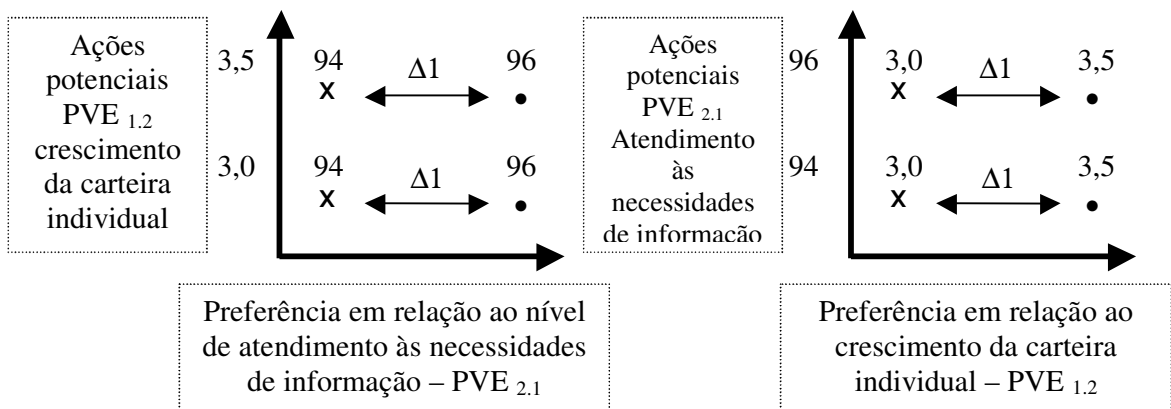 Ações
potenciais
PVE 1.2
crescimento
da carteira
individual
3,5
94
x
Δ1
96
3,0
94
x
Δ1
96
Preferência em relação ao nível
de atendimento às necessidades
de informação – PVE 2.1
Ações
potenciais
PVE 2.1
Atendimento
às
necessidades
de informação
96
3,0
x
Δ1
3,5
94
3,0
x
Δ1
3,5
Preferência em relação ao
crescimento da carteira
individual – PVE 1.2